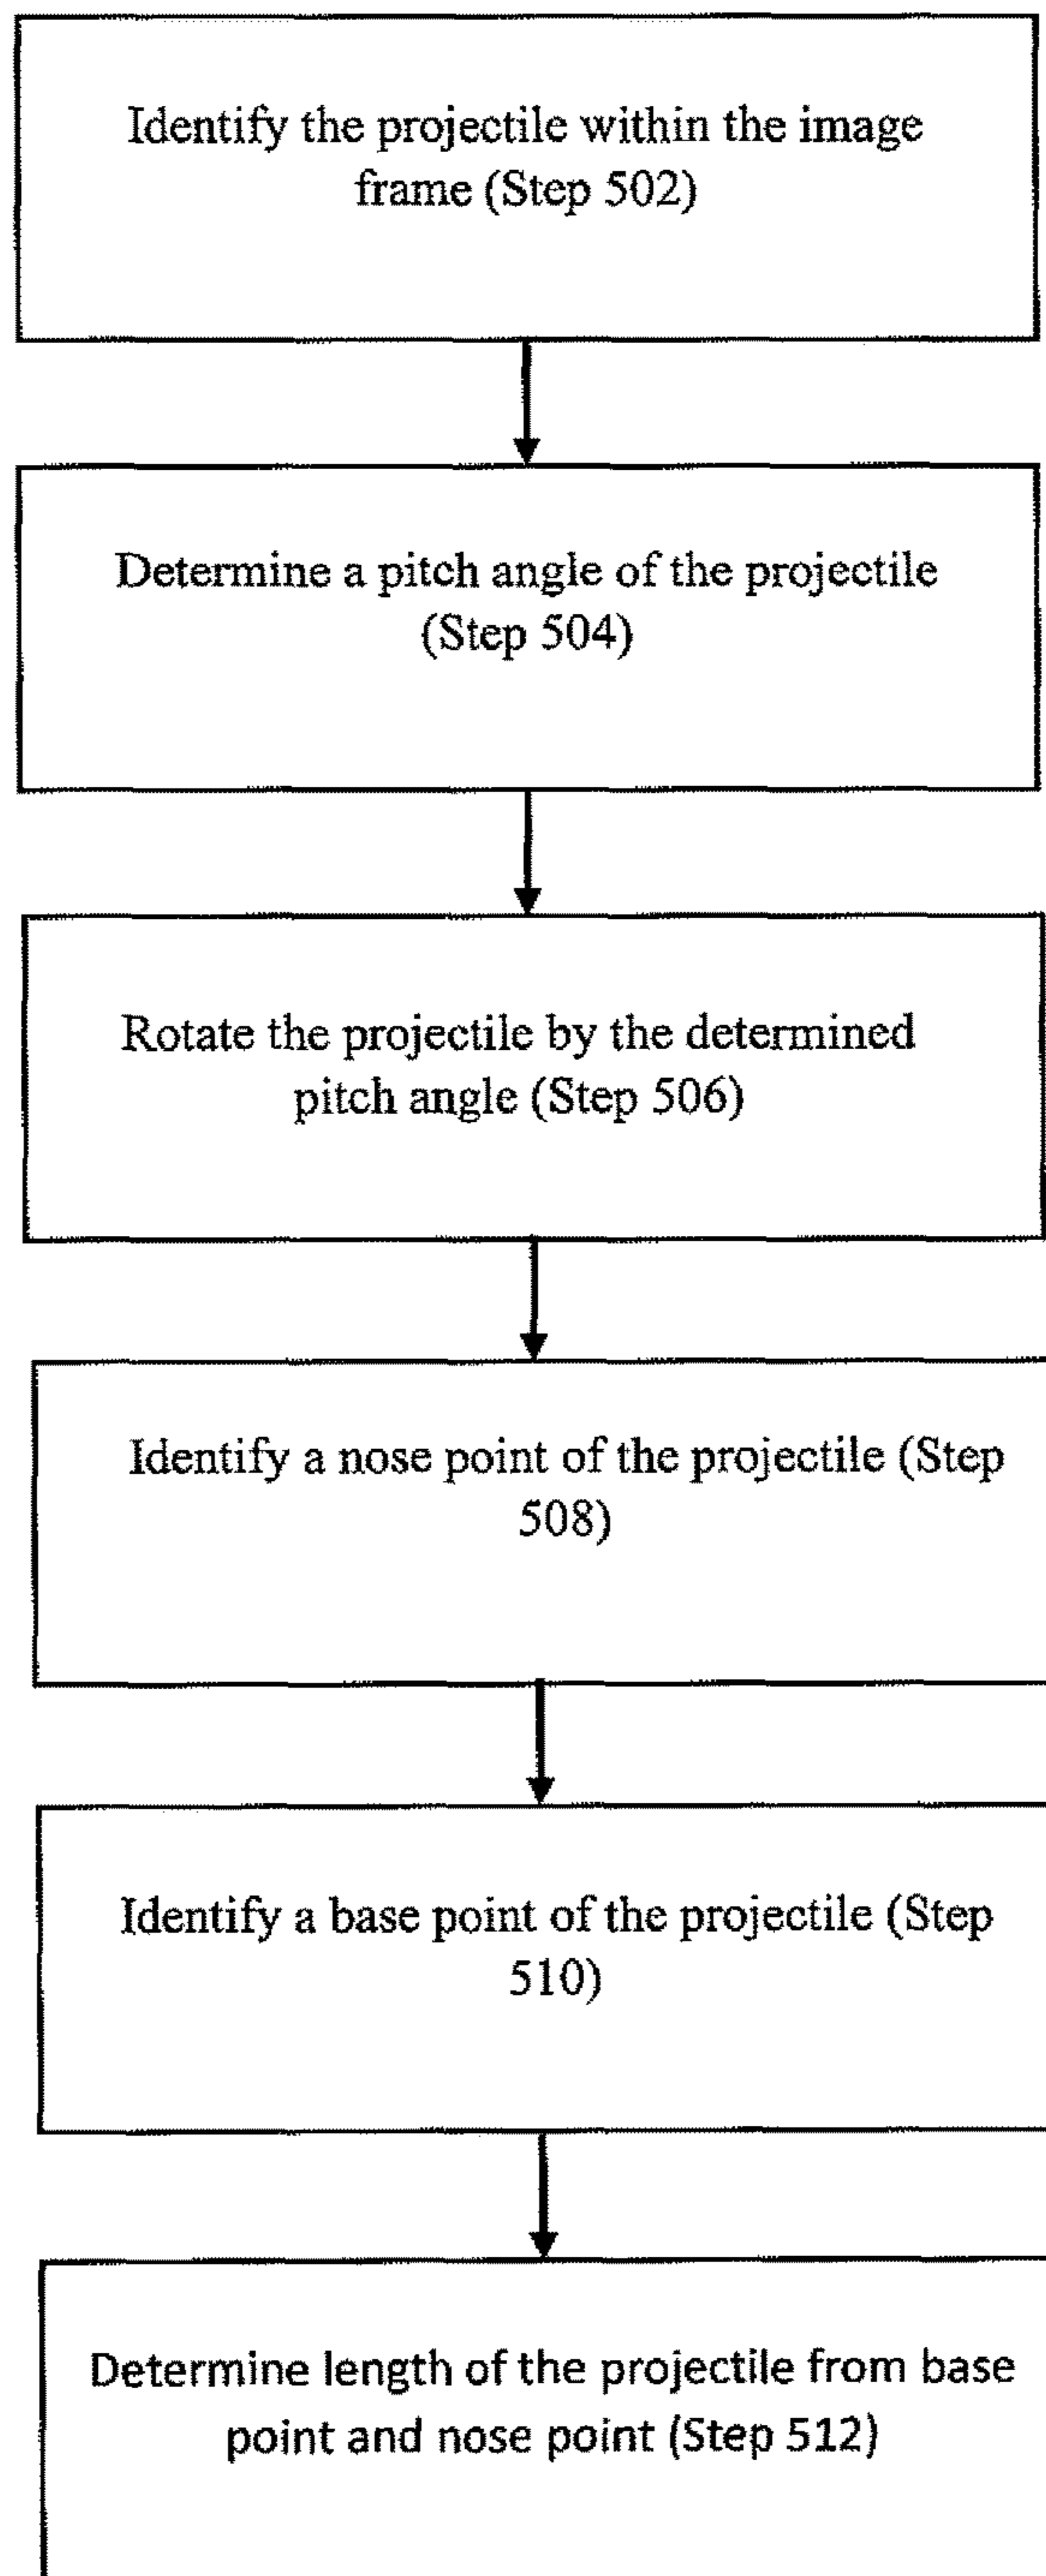 Identify the projectile within the image
frame (Step 502)
Determine a pitch angle of the projectile
(Step 504)
Rotate the projectile by the determined
pitch angle (Step 506)
Identify a nose point of the projectile (Step
508)
Identify a base point of the projectile (Step
510)
Determine length of the projectile from base
point and nose point (Step 512)